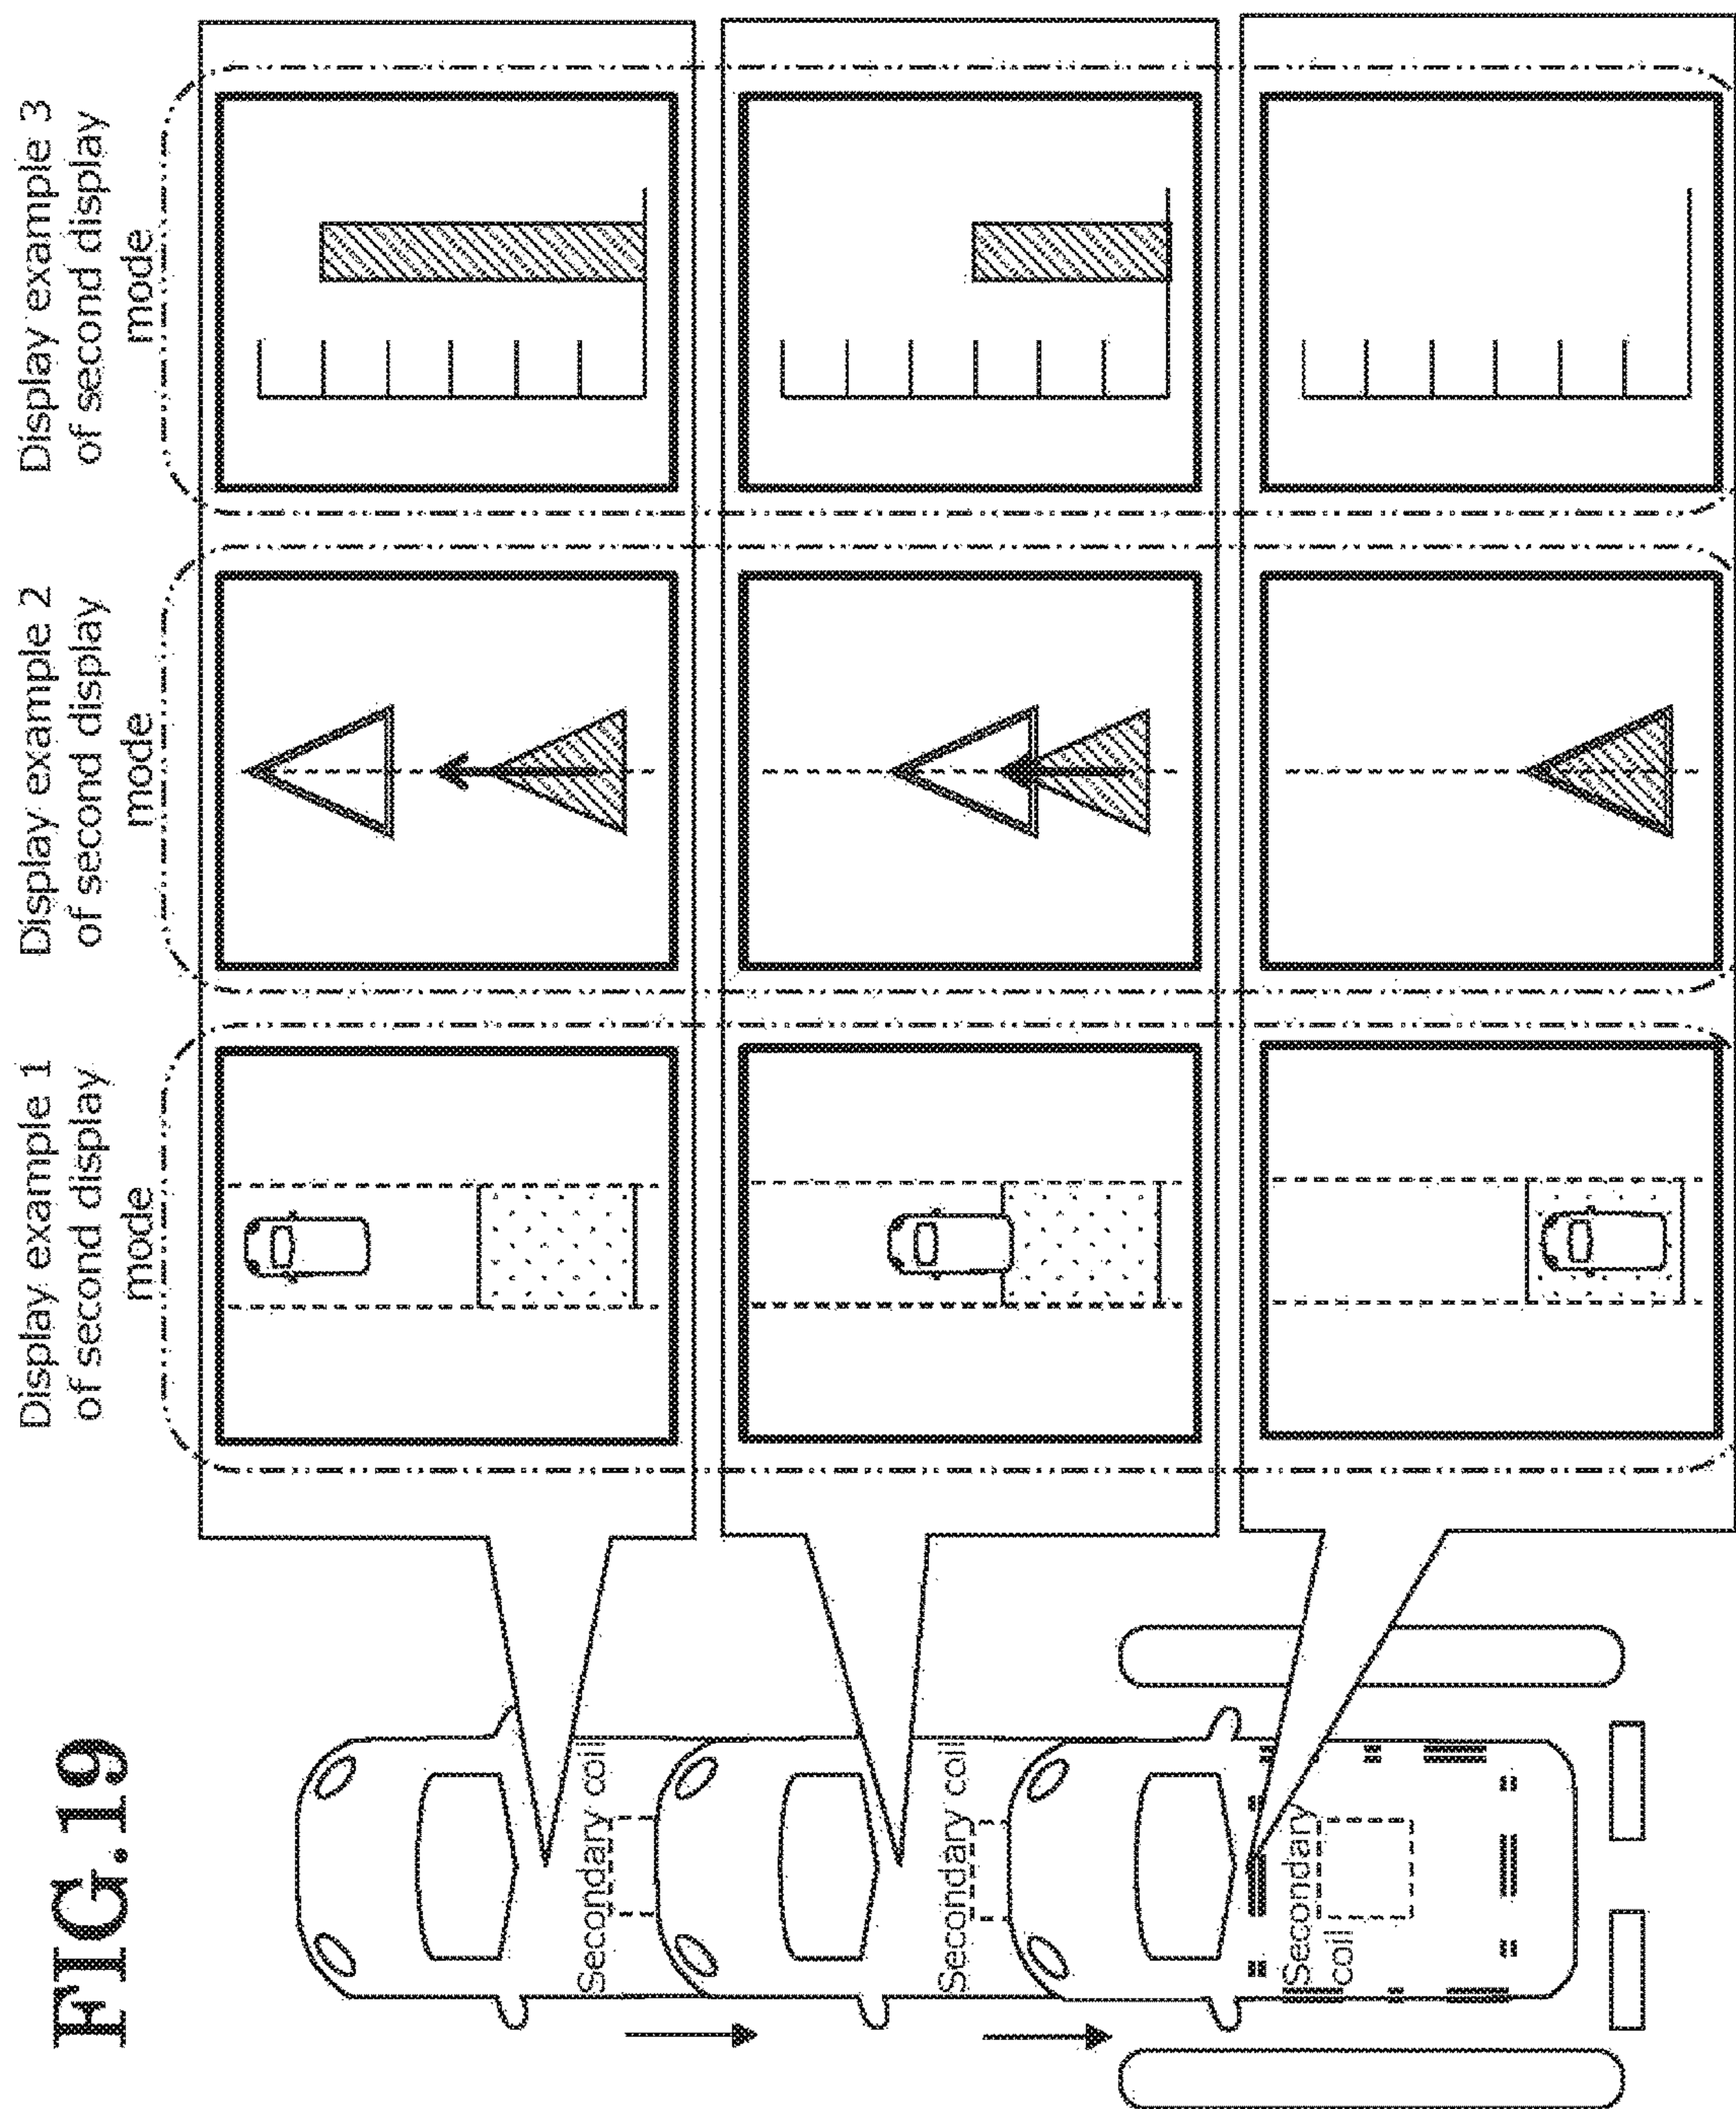 FIG.19
Display example 1
of second display
mode
Display example 2
of second display
mode
Display example 3
of second display
mode
Secondary coil
Secondary coil
Secondary
coil